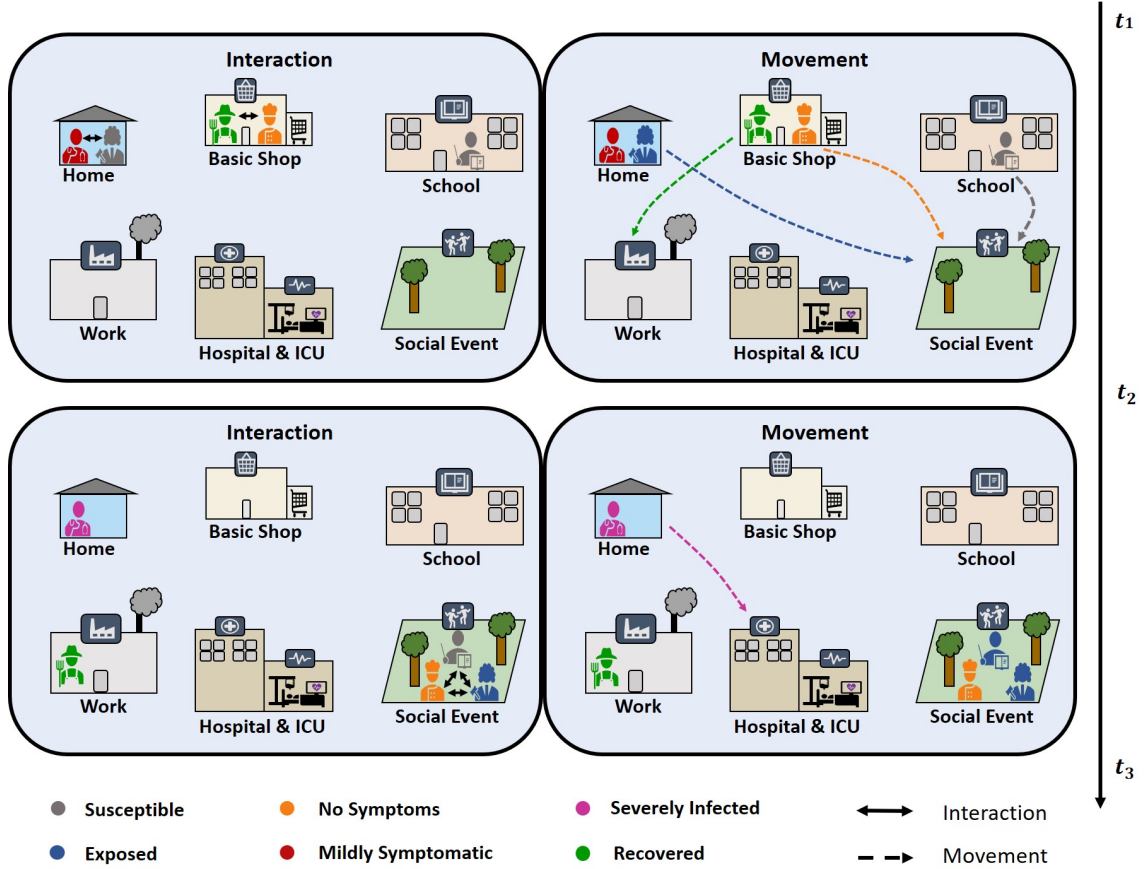 t₁
Interaction
Movement
Home
Basic Shop
School
Home
Basic Shop
School
Work
Hospital & ICU
Social Event
Work
Hospital & ICU
Social Event
t₂
Interaction
Movement
Home
Basic Shop
School
Home
Basic Shop
School
Work
Hospital & ICU
Social Event
Work
Hospital & ICU
Social Event
t₃
Susceptible
No Symptoms
Severely Infected
Interaction
Exposed
Mildly Symptomatic
Recovered
Movement